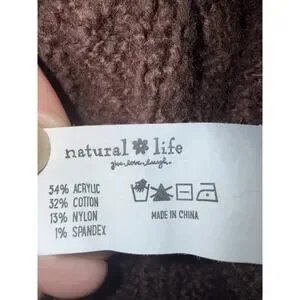 natural life
give.love.laugh.
54% ACRYLIC
32% COTTON
13% NYLON
1% SPANDEX
MADE IN CHINA